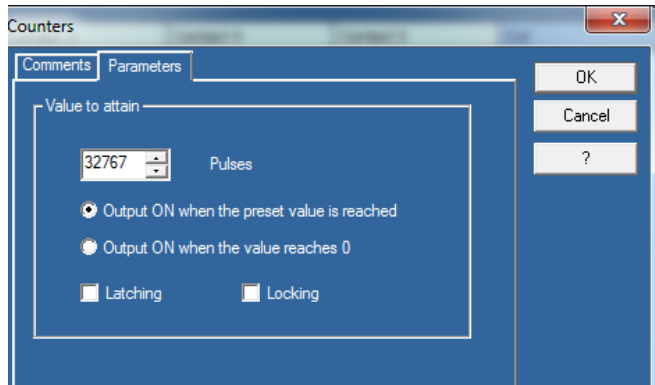 Counters
Comments Parameters
OK
Value to attain
Cancel
32767 Pulses
?
Output ON when the preset value is reached
Output ON when the value reaches 0
Latching Locking